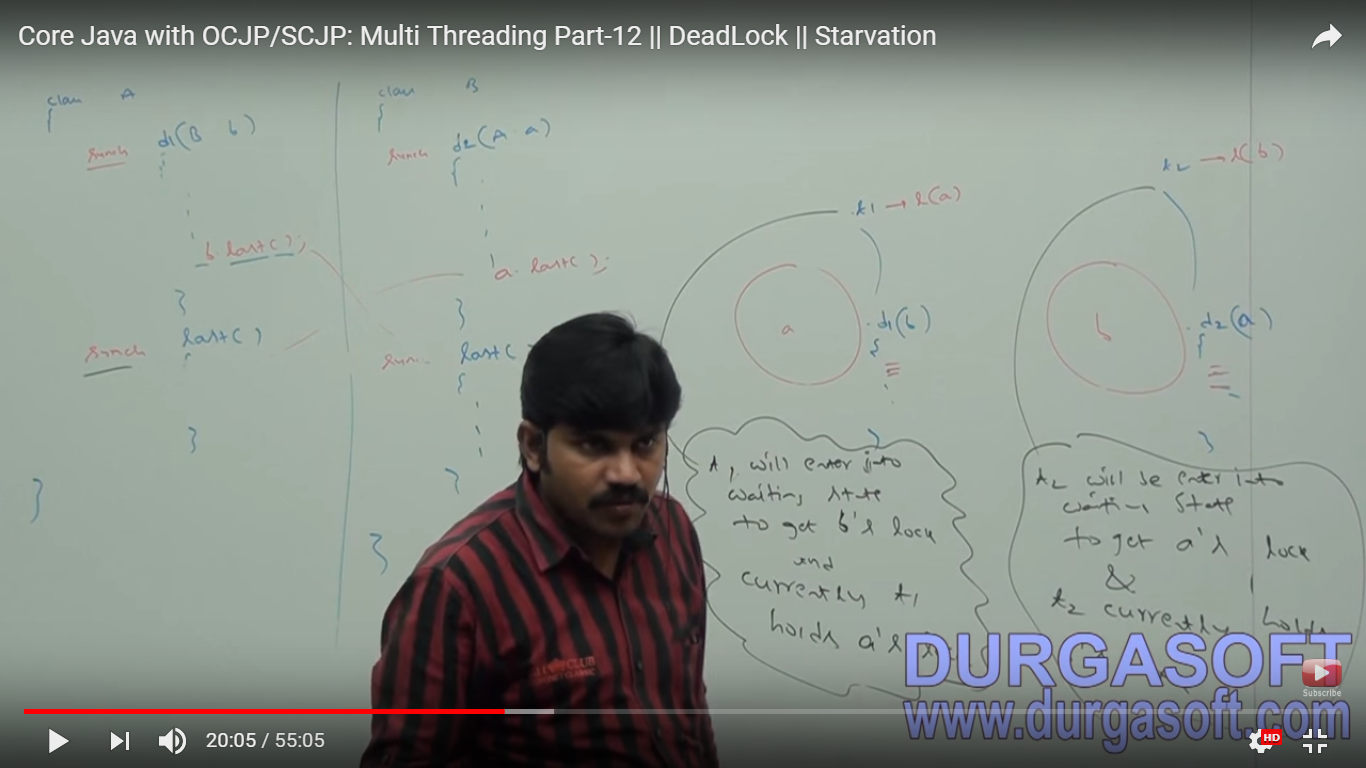 Core Java with OCJP/SCJP: Multi Threading Part-12 || DeadLock || Starvation
class A
{
synch d1(B b)
{
b.last();
}
synch last()
{
}
}
class B
{
synch d2(A a)
{
a.last();
}
last(
{
}
}
t1 → l(a)
a
d1(b)
{
}
t1 will enter into
waiting state
to get b's lock
and
currently t1
holds a's
t2 → l(b)
b
d2(a)
{
}
t2 will be enter into
waiting state
to get a's lock
&
t2 currently holds
DURGASOFT
www.durgasoft.com
Subscribe
20:05 / 55:05
HD